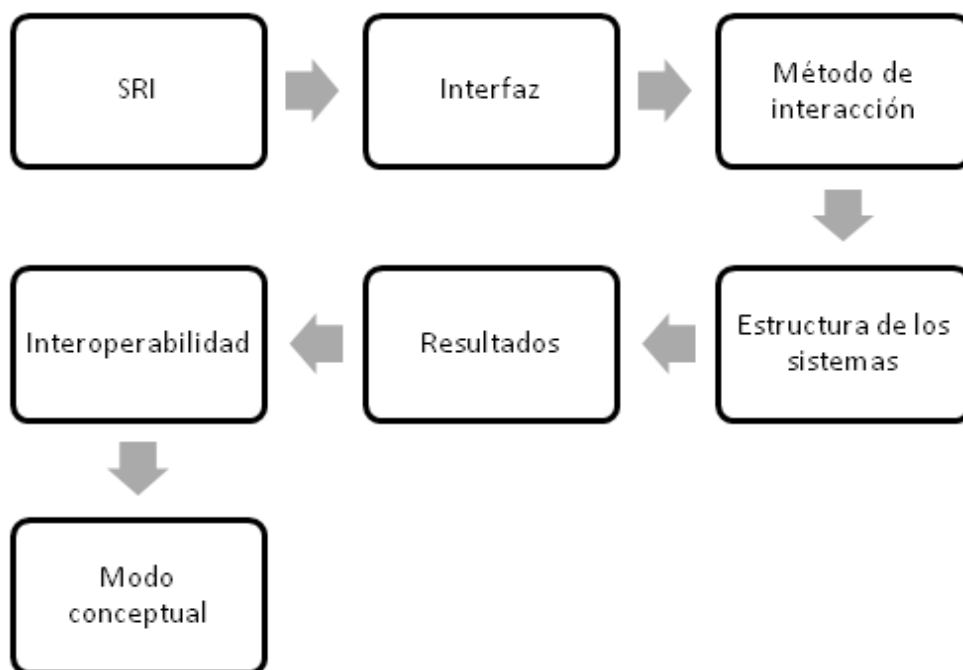 SRI
Interfaz
Método de
interacción
Estructura de los
sistemas
Resultados
Interoperabilidad
Modo
conceptual